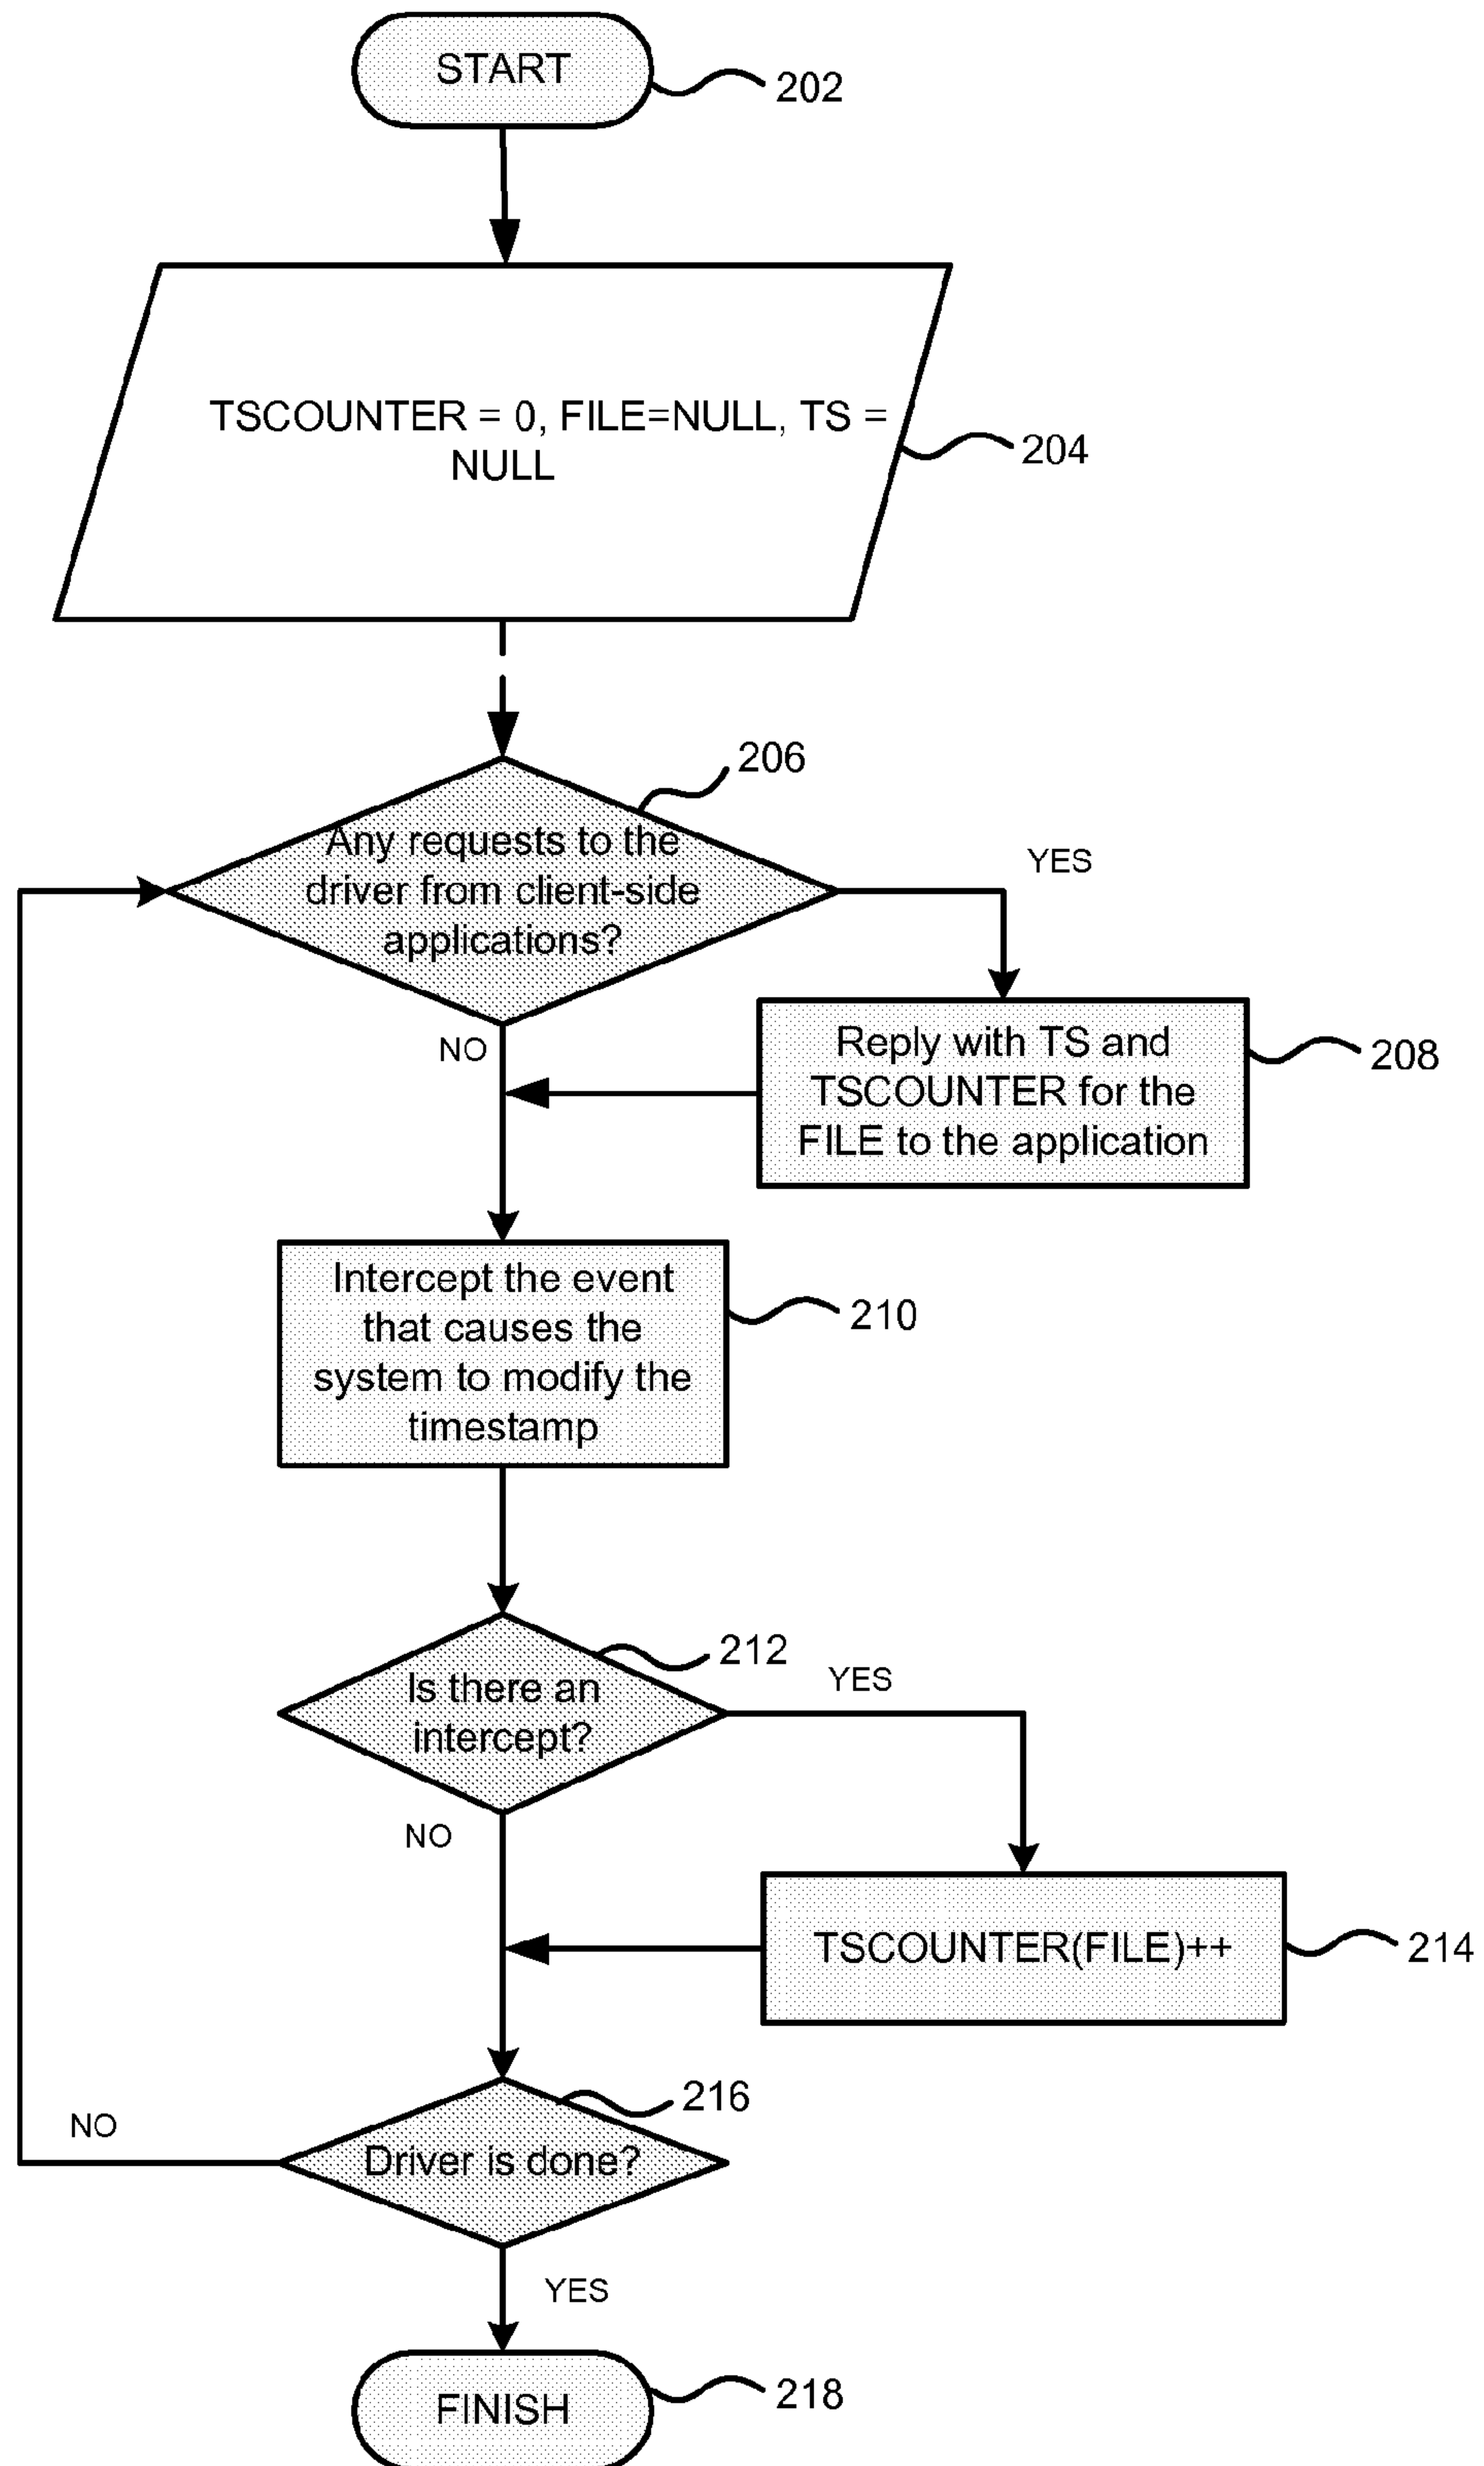 START
202
TSCOUNTER = 0, FILE=NULL, TS =
NULL
204
206
Any requests to the
driver from client-side
applications?
YES
NO
Reply with TS and
TSCOUNTER for the
FILE to the application
208
Intercept the event
that causes the
system to modify the
timestamp
210
212
Is there an
intercept?
YES
NO
TSCOUNTER(FILE)++
214
216
NO
Driver is done?
YES
FINISH
218